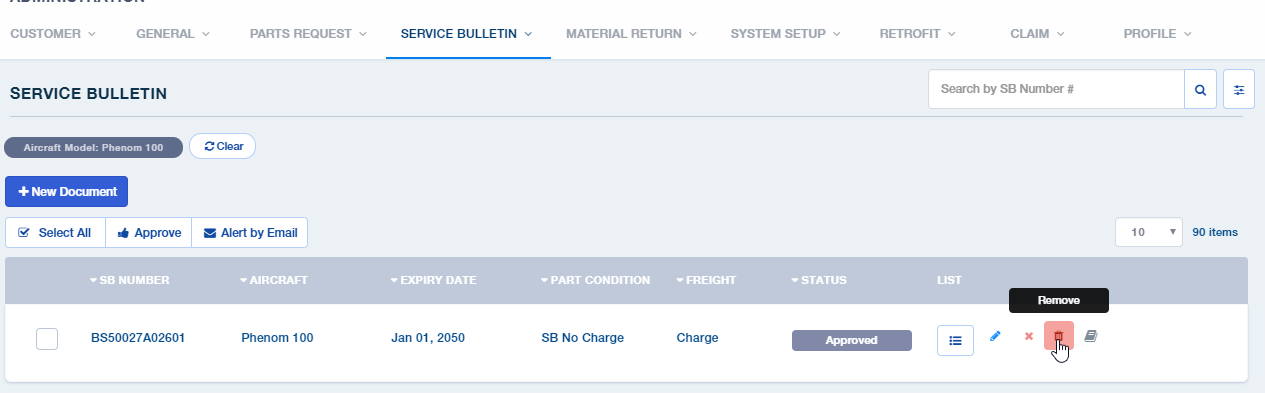 ADMINISTRATION
CUSTOMER GENERAL PARTS REQUEST SERVICE BULLETIN MATERIAL RETURN SYSTEM SETUP RETROFIT CLAIM PROFILE
SERVICE BULLETIN
Search by SB Number #
Aircraft Model: Phenom 100
Clear
New Document
Select All Approve Alert by Email
10 90 items
SB NUMBER AIRCRAFT EXPIRY DATE PART CONDITION FREIGHT STATUS LIST
Remove
BS50027A02601 Phenom 100 Jan 01, 2050 SB No Charge Charge Approved